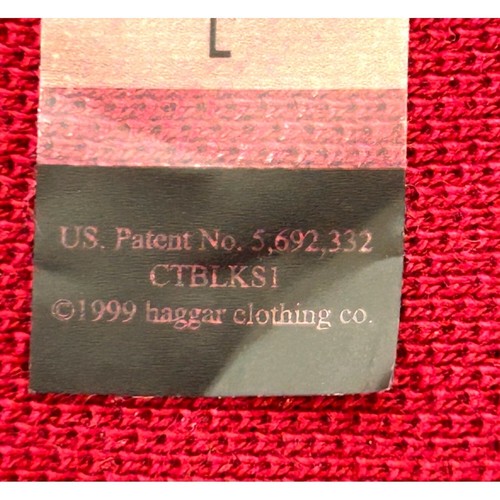 L
US. Patent No. 5,692,332
CTBLKS1
©1999 haggar clothing co.